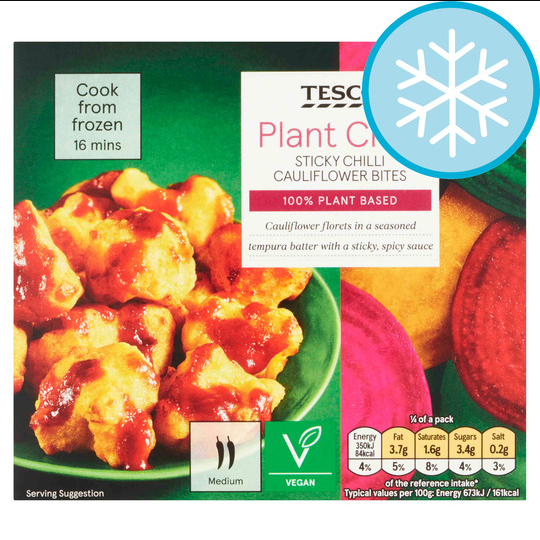 Cook
from
frozen
16 mins
TESC
Plant C
STICKY CHILLI
CAULIFLOWER BITES
100% PLANT BASED
Cauliflower florets in a seasoned
tempura batter with a sticky, spicy sauce
Medium
VEGAN
Serving Suggestion
¼ of a pack
Energy Fat Saturates Sugars Salt
350kJ
84kcal 3.7g 1.6g 3.4g 0.2g
4% 5% 8% 4% 3%
of the reference intake*
Typical values per 100g: Energy 673kJ / 161kcal